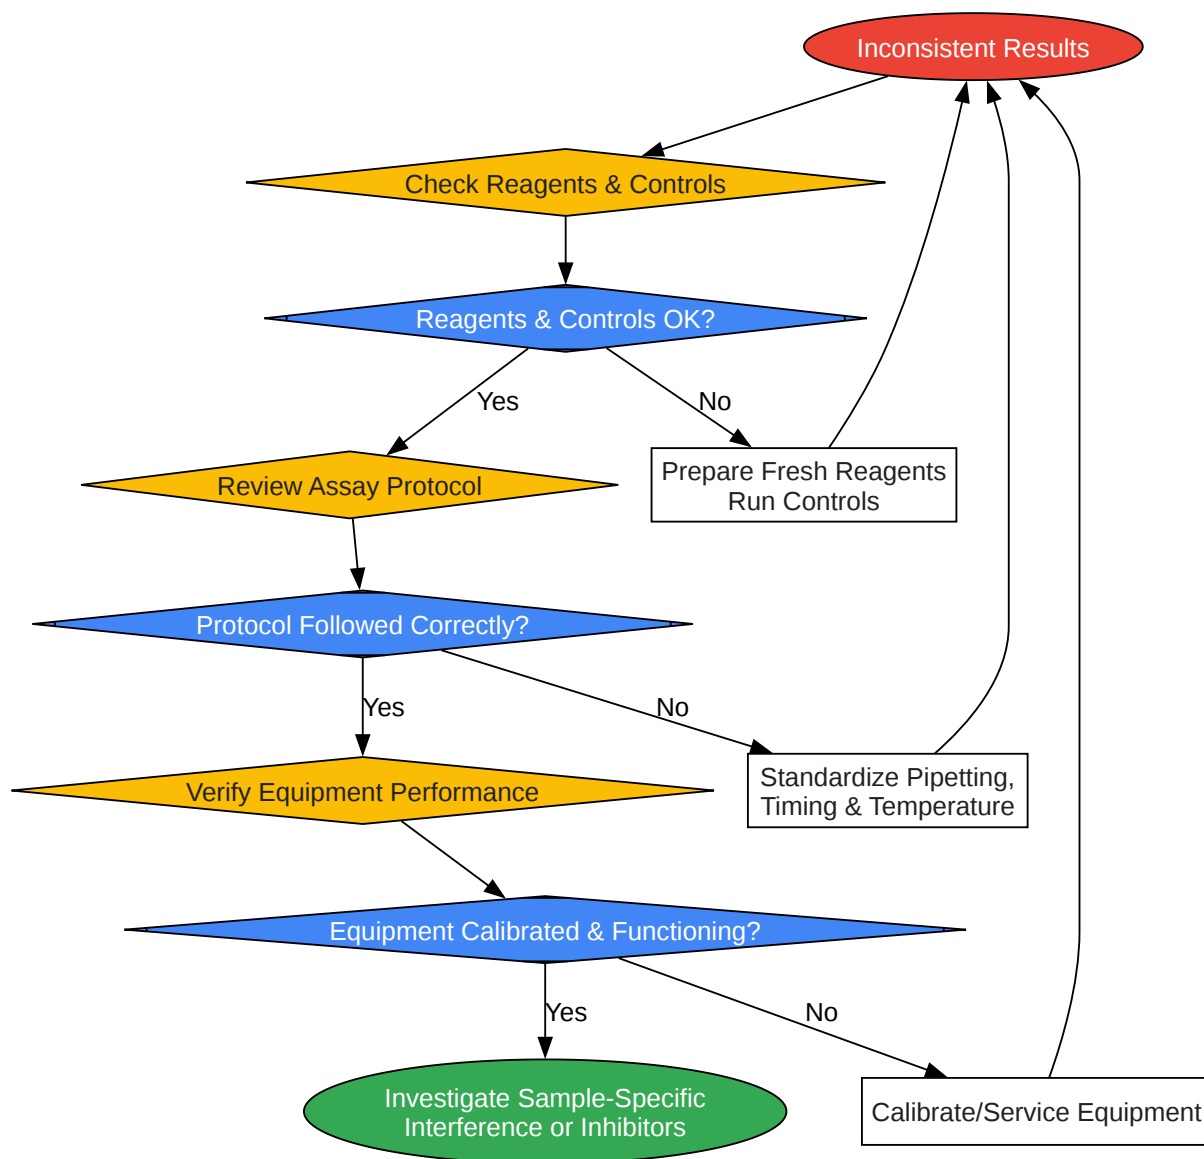 Inconsistent Results
Check Reagents & Controls
Reagents & Controls OK?
Yes
No
Review Assay Protocol
Prepare Fresh Reagents
Run Controls
Protocol Followed Correctly?
Yes
No
Verify Equipment Performance
Standardize Pipetting,
Timing & Temperature
Equipment Calibrated & Functioning?
Yes
No
Investigate Sample-Specific
Interference or Inhibitors
Calibrate/Service Equipment